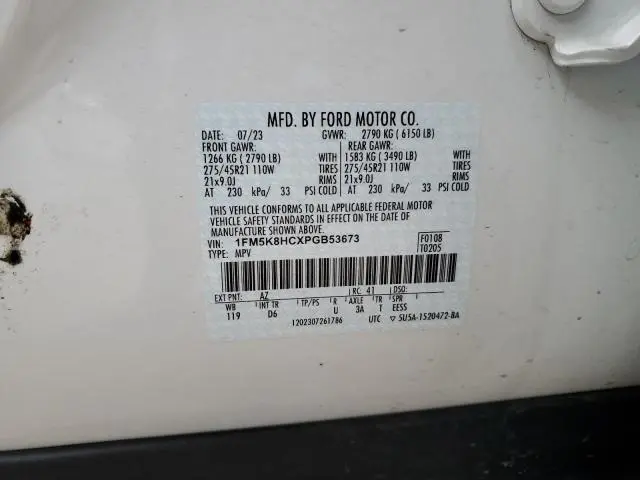 MFD. BY FORD MOTOR CO.
DATE: 07/23 GVWR: 2790 KG ( 6150 LB)
FRONT GAWR: REAR GAWR:
1266 KG ( 2790 LB) WITH 1583 KG ( 3490 LB) WITH
275/45R21 110W TIRES 275/45R21 110W TIRES
21x9.0J RIMS 21x9.0J RIMS
AT 230 kPa/ 33 PSI COLD AT 230 kPa/ 33 PSI COLD
THIS VEHICLE CONFORMS TO ALL APPLICABLE FEDERAL MOTOR
VEHICLE SAFETY STANDARDS IN EFFECT ON THE DATE OF
MANUFACTURE SHOWN ABOVE.
VIN: 1FM5K8HCXPGB53673 F0108
TYPE: MPV T0205
EXT PNT: AZ RC: 41 DSO:
WB INT TR TP/PS R AXLE TR SPR
119 D6 U 3A T EESS
1202307261786 UTC ▽ 5U5A-1520472-BA